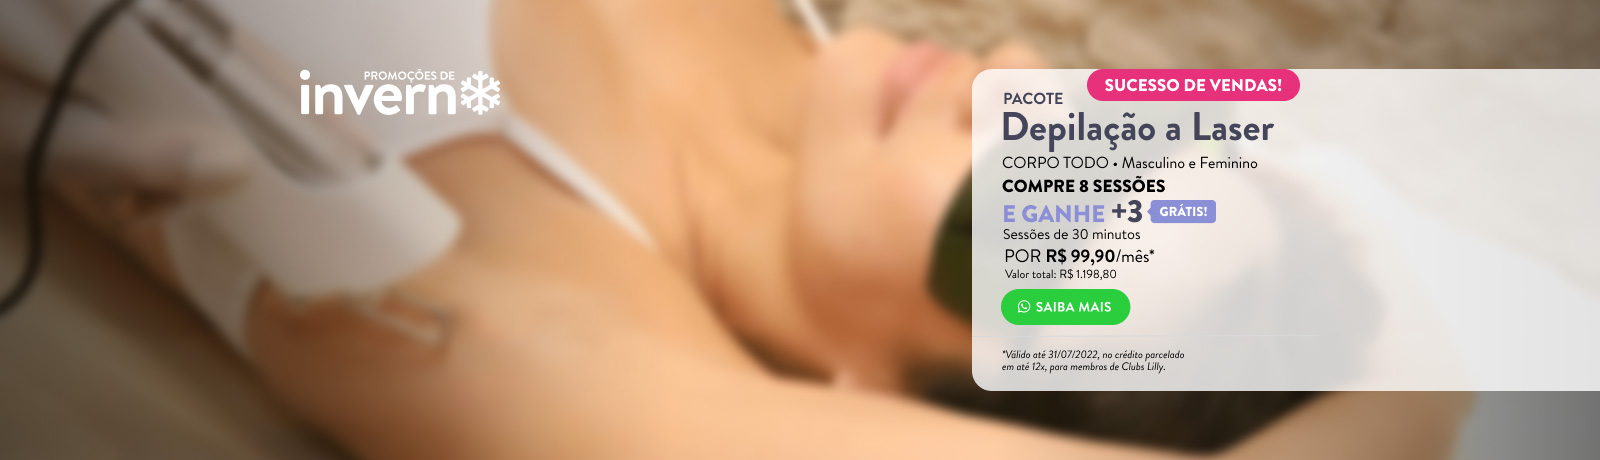 PROMOÇÕES DE
inverno
SUCESSO DE VENDAS!
PACOTE
Depilação a Laser
CORPO TODO • Masculino e Feminino
COMPRE 8 SESSÕES
E GANHE +3 GRÁTIS!
Sessões de 30 minutos
POR R$ 99,90/mês*
Valor total: R$ 1.198,80
SAIBA MAIS
*Válido até 31/07/2022, no crédito parcelado
em até 12x, para membros de Clubs Lilly.